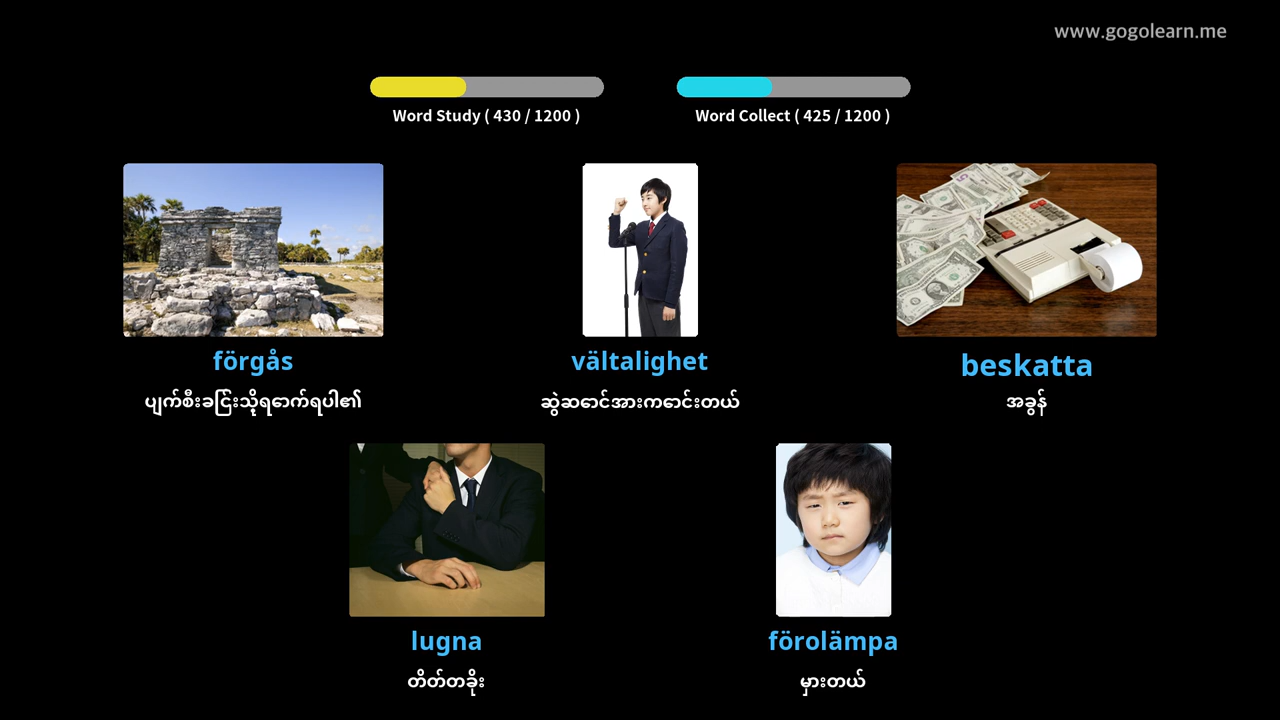 www.gogolearn.me
Word Study ( 430 / 1200 )
Word Collect ( 425 / 1200 )
förgås
vältalighet
beskatta
ပျက်စီးခြင်းသို့ရောက်ရပါ၏
ဆွဲဆောင်အားကောင်းတယ်
အခွန်
lugna
förolämpa
တိတ်တခိုး
မှားတယ်